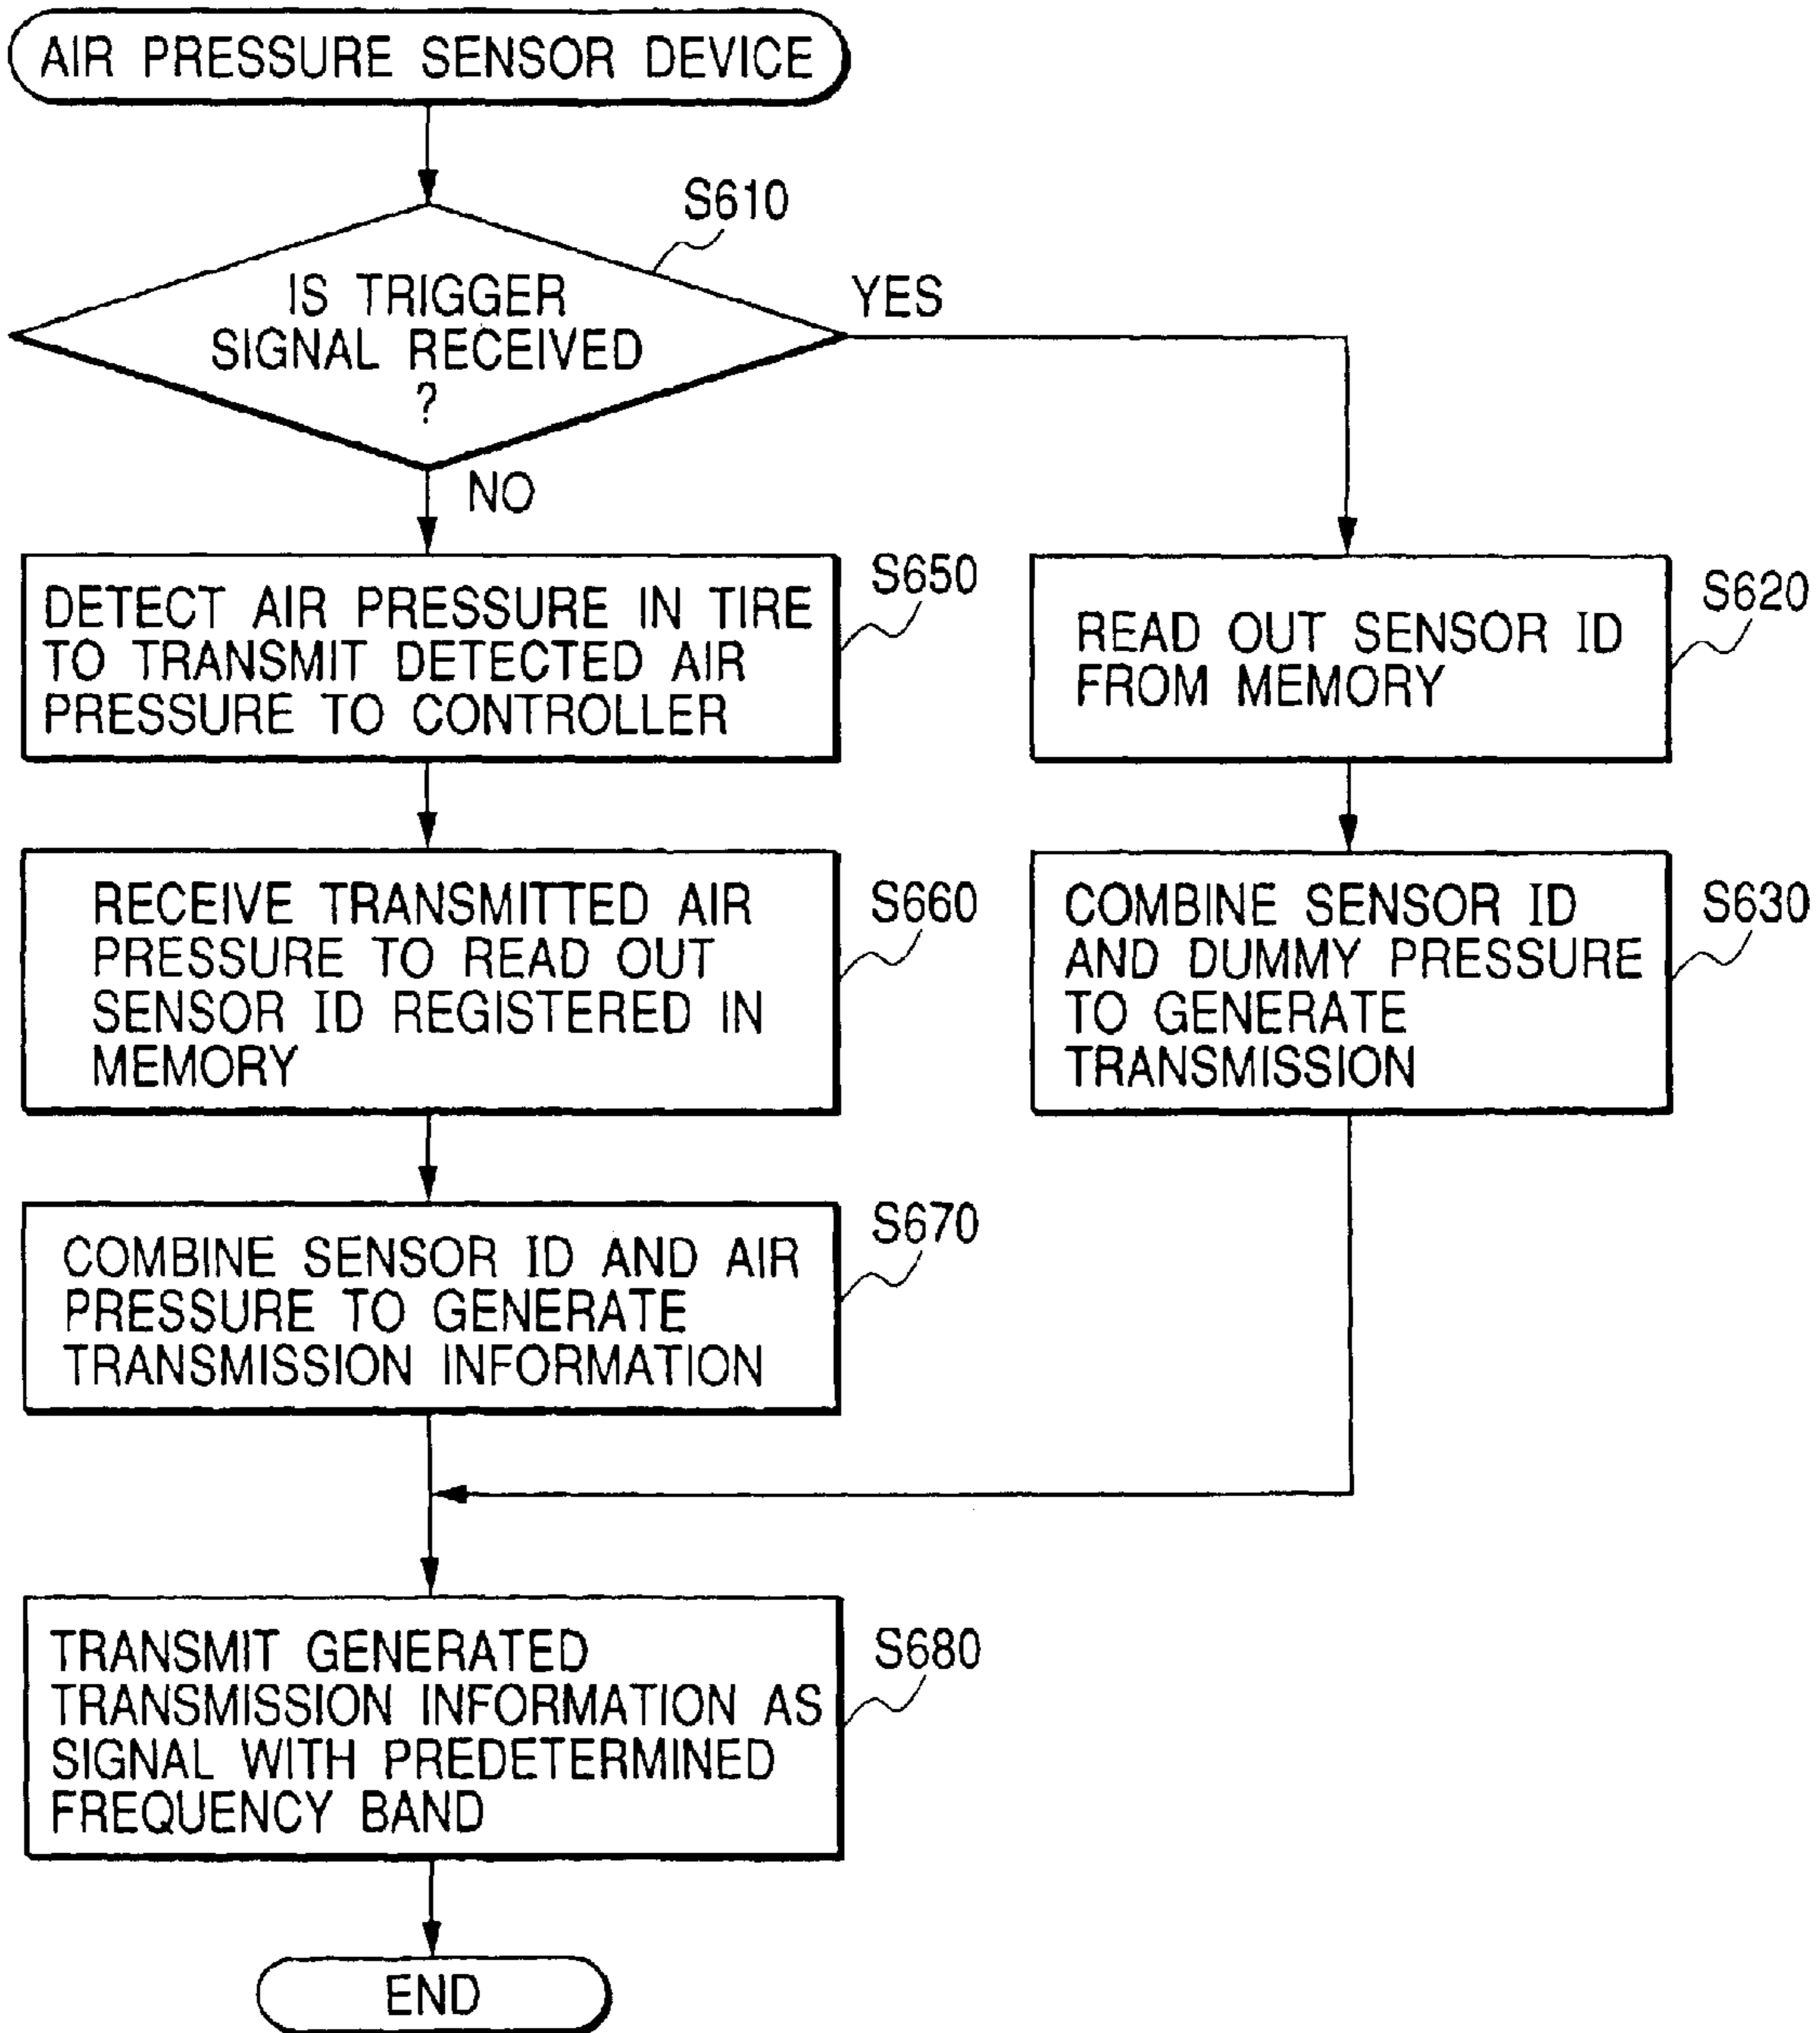 AIR PRESSURE SENSOR DEVICE
S610
IS TRIGGER
SIGNAL RECEIVED
?
YES
NO
S650
DETECT AIR PRESSURE IN TIRE
TO TRANSMIT DETECTED AIR
PRESSURE TO CONTROLLER
S620
READ OUT SENSOR ID
FROM MEMORY
S660
RECEIVE TRANSMITTED AIR
PRESSURE TO READ OUT
SENSOR ID REGISTERED IN
MEMORY
S630
COMBINE SENSOR ID
AND DUMMY PRESSURE
TO GENERATE
TRANSMISSION
S670
COMBINE SENSOR ID AND AIR
PRESSURE TO GENERATE
TRANSMISSION INFORMATION
S680
TRANSMIT GENERATED
TRANSMISSION INFORMATION AS
SIGNAL WITH PREDETERMINED
FREQUENCY BAND
END